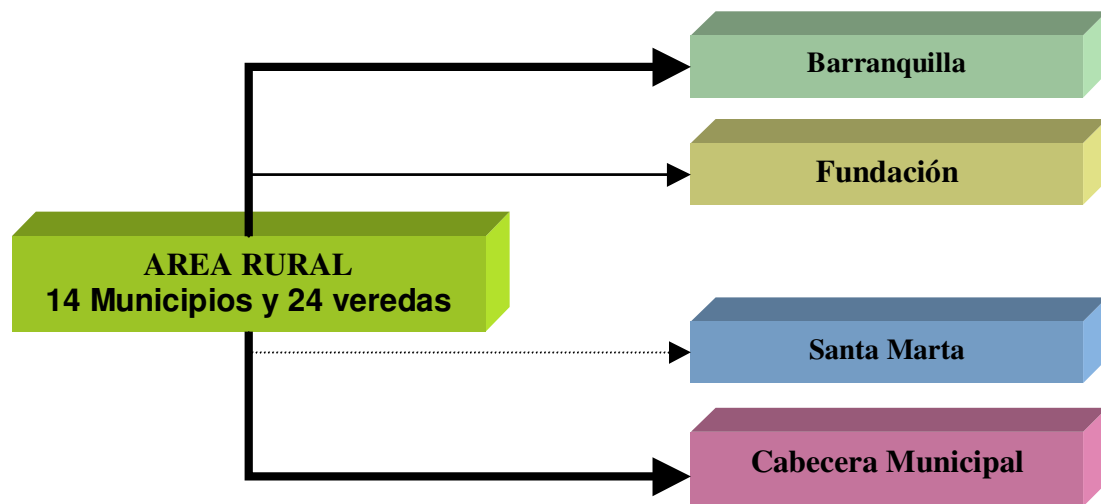 Barranquilla
Fundación
AREA RURAL
14 Municipios y 24 veredas
Santa Marta
Cabecera Municipal